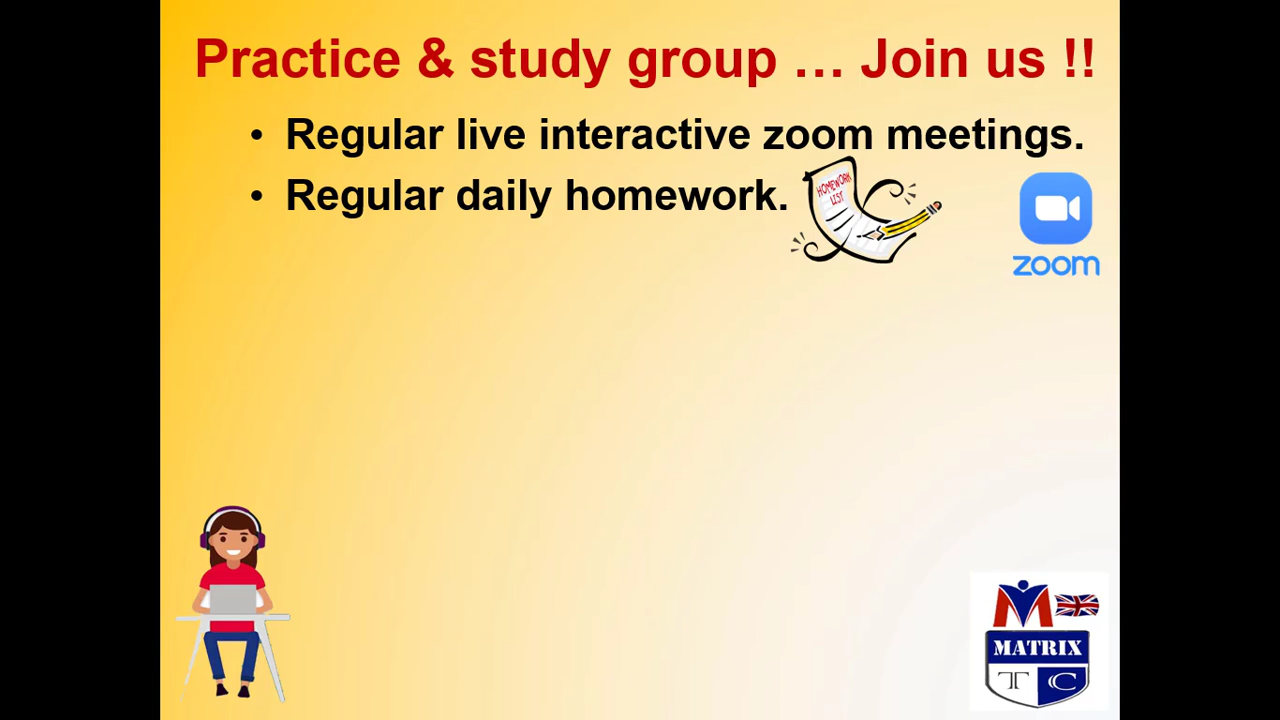 Practice & study group … Join us !!
• Regular live interactive zoom meetings.
• Regular daily homework.
HOMEWORK
LIST
zoom
MATRIX
T C